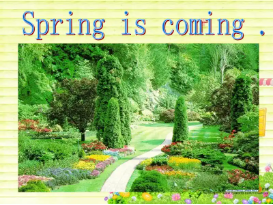 Spring is coming .